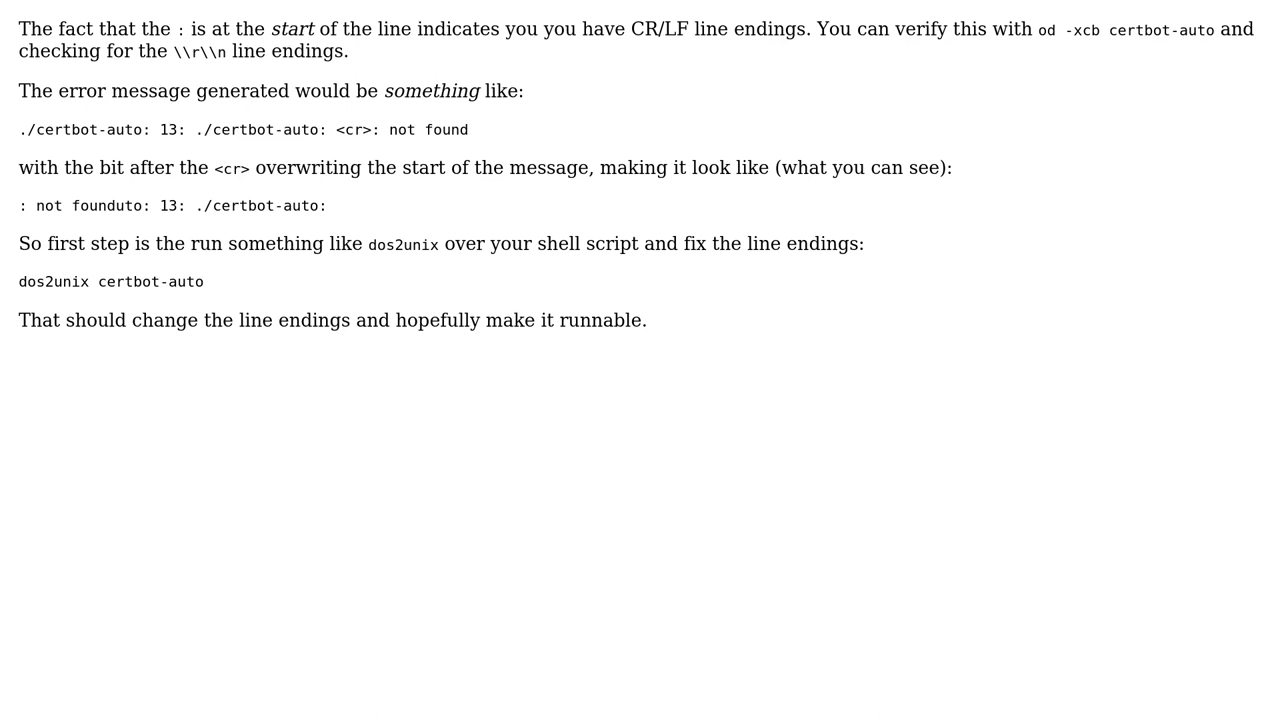 The fact that the : is at the start of the line indicates you you have CR/LF line endings. You can verify this with od -xcb certbot-auto and
checking for the \\r\\n line endings.
The error message generated would be something like:
./certbot-auto: 13: ./certbot-auto: <cr>: not found
with the bit after the <cr> overwriting the start of the message, making it look like (what you can see):
: not founduto: 13: ./certbot-auto:
So first step is the run something like dos2unix over your shell script and fix the line endings:
dos2unix certbot-auto
That should change the line endings and hopefully make it runnable.